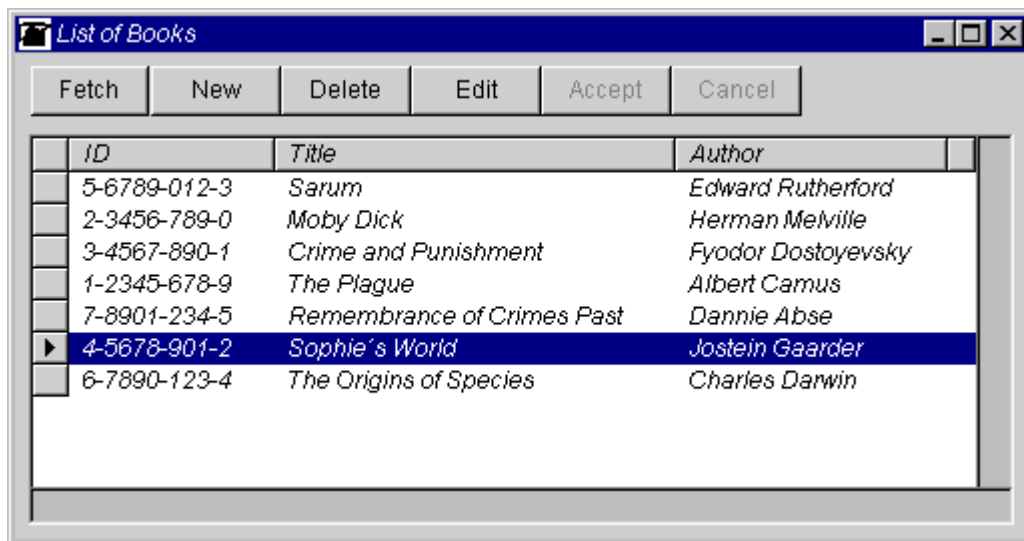 List of Books
Fetch New Delete Edit Accept Cancel
ID Title Author
5-6789-012-3 Sarum Edward Rutherford
2-3456-789-0 Moby Dick Herman Melville
3-4567-890-1 Crime and Punishment Fyodor Dostoyevsky
1-2345-678-9 The Plague Albert Camus
7-8901-234-5 Remembrance of Crimes Past Dannie Abse
4-5678-901-2 Sophie´s World Jostein Gaarder
6-7890-123-4 The Origins of Species Charles Darwin